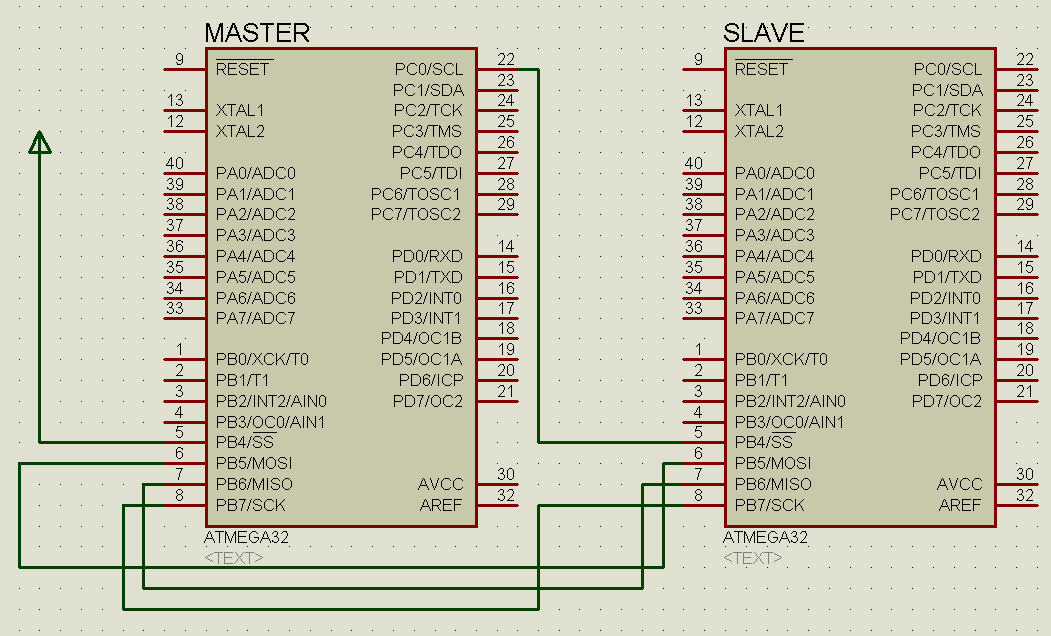 MASTER
9 RESET PC0/SCL 22
PC1/SDA 23
13 XTAL1 PC2/TCK 24
12 XTAL2 PC3/TMS 25
PC4/TDO 26
40 PA0/ADC0 PC5/TDI 27
39 PA1/ADC1 PC6/TOSC1 28
38 PA2/ADC2 PC7/TOSC2 29
37 PA3/ADC3
36 PA4/ADC4 PD0/RXD 14
35 PA5/ADC5 PD1/TXD 15
34 PA6/ADC6 PD2/INT0 16
33 PA7/ADC7 PD3/INT1 17
PD4/OC1B 18
1 PB0/XCK/T0 PD5/OC1A 19
2 PB1/T1 PD6/ICP 20
3 PB2/INT2/AIN0 PD7/OC2 21
4 PB3/OC0/AIN1
5 PB4/SS
6 PB5/MOSI
7 PB6/MISO AVCC 30
8 PB7/SCK AREF 32
ATMEGA32
<TEXT>
SLAVE
9 RESET PC0/SCL 22
PC1/SDA 23
13 XTAL1 PC2/TCK 24
12 XTAL2 PC3/TMS 25
PC4/TDO 26
40 PA0/ADC0 PC5/TDI 27
39 PA1/ADC1 PC6/TOSC1 28
38 PA2/ADC2 PC7/TOSC2 29
37 PA3/ADC3
36 PA4/ADC4 PD0/RXD 14
35 PA5/ADC5 PD1/TXD 15
34 PA6/ADC6 PD2/INT0 16
33 PA7/ADC7 PD3/INT1 17
PD4/OC1B 18
1 PB0/XCK/T0 PD5/OC1A 19
2 PB1/T1 PD6/ICP 20
3 PB2/INT2/AIN0 PD7/OC2 21
4 PB3/OC0/AIN1
5 PB4/SS
6 PB5/MOSI
7 PB6/MISO AVCC 30
8 PB7/SCK AREF 32
ATMEGA32
<TEXT>